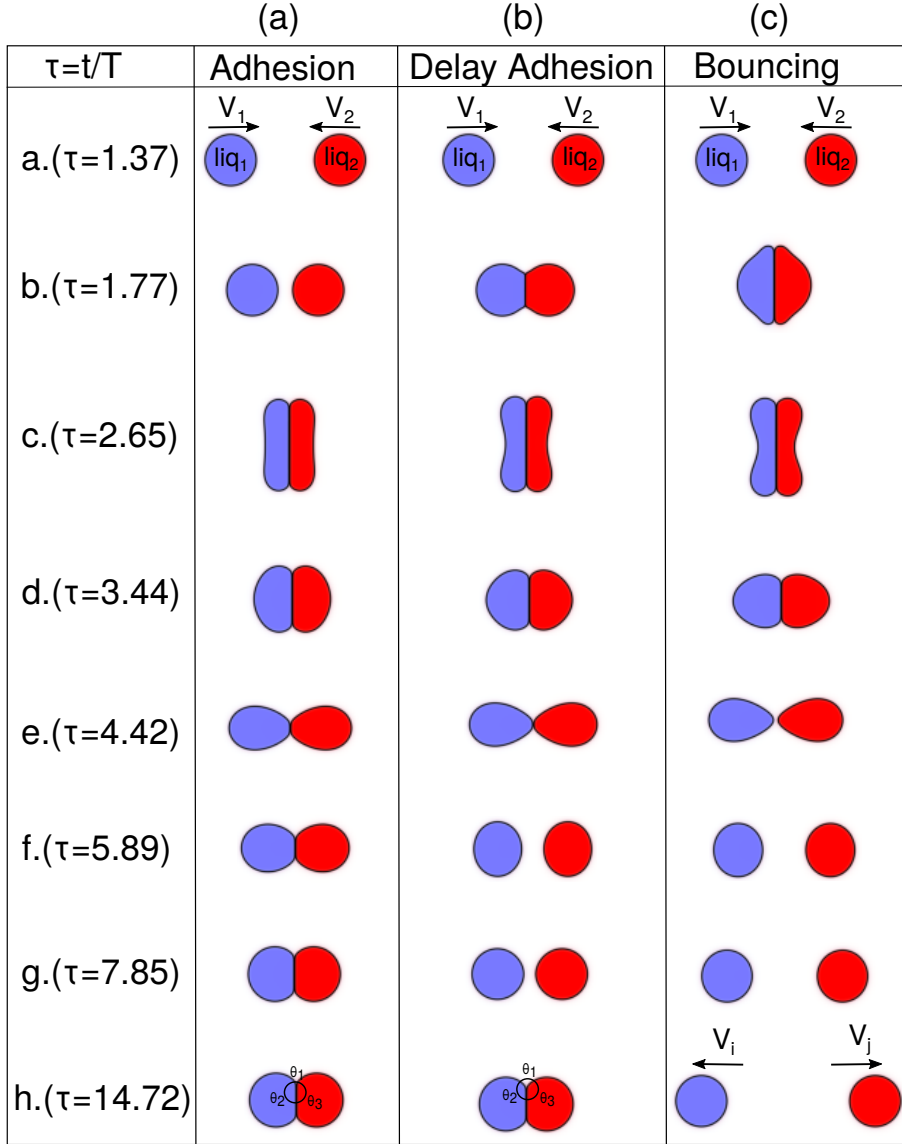 (a) (b) (c)
τ=t/T Adhesion Delay Adhesion Bouncing
V₁ V₂ V₁ V₂ V₁ V₂
a.(τ=1.37) liq₁ liq₂ liq₁ liq₂ liq₁ liq₂
b.(τ=1.77)
c.(τ=2.65)
d.(τ=3.44)
e.(τ=4.42)
f.(τ=5.89)
g.(τ=7.85)
Vᵢ Vⱼ
θ₁ θ₁
h.(τ=14.72) θ₂ θ₃ θ₂ θ₃